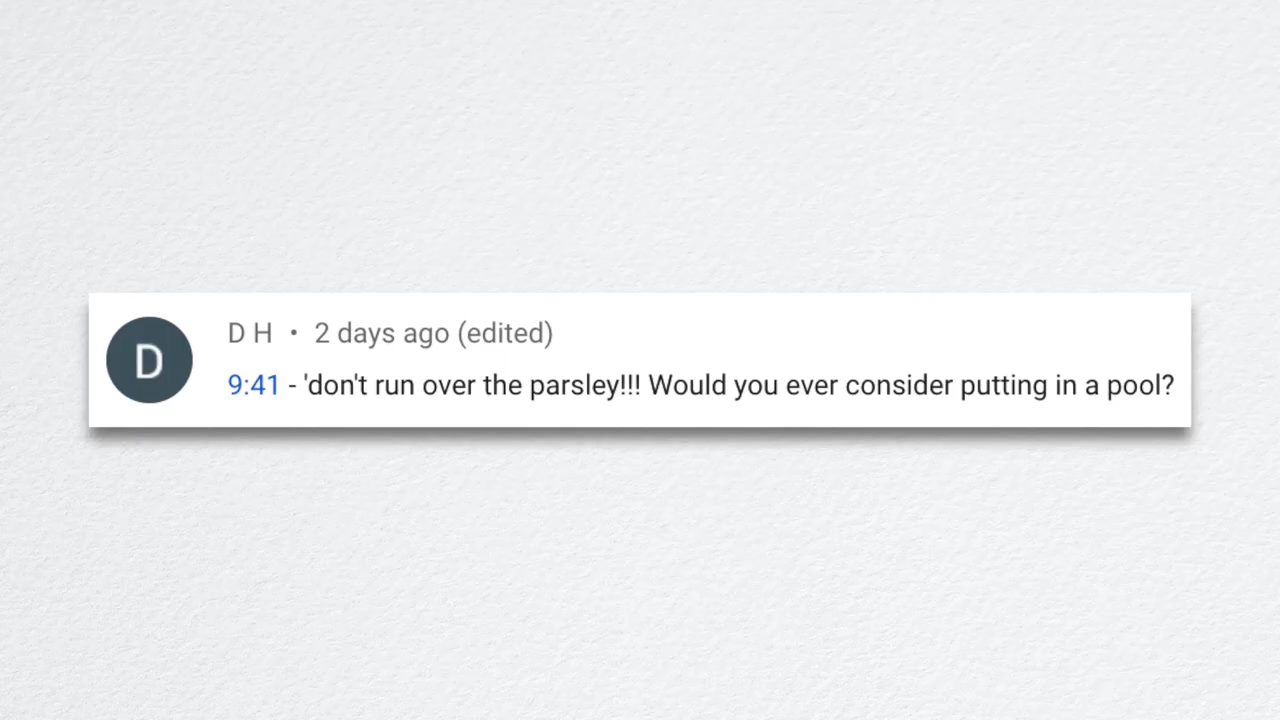 D
D H • 2 days ago (edited)
9:41 - 'don't run over the parsley!!! Would you ever consider putting in a pool?